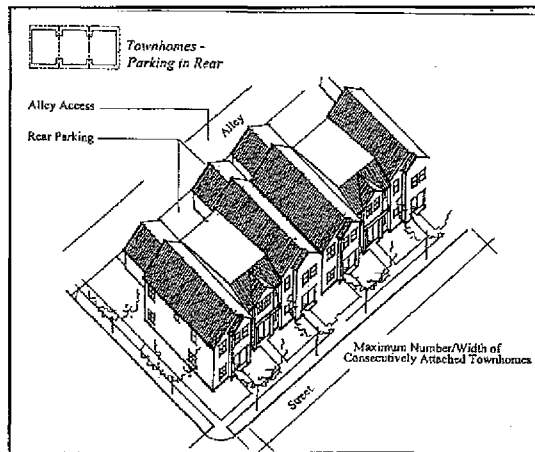 Townhomes -
Parking in Rear
Alley Access
Alley
Rear Parking
Maximum Number/Width of
Consecutively Attached Townhomes
Street